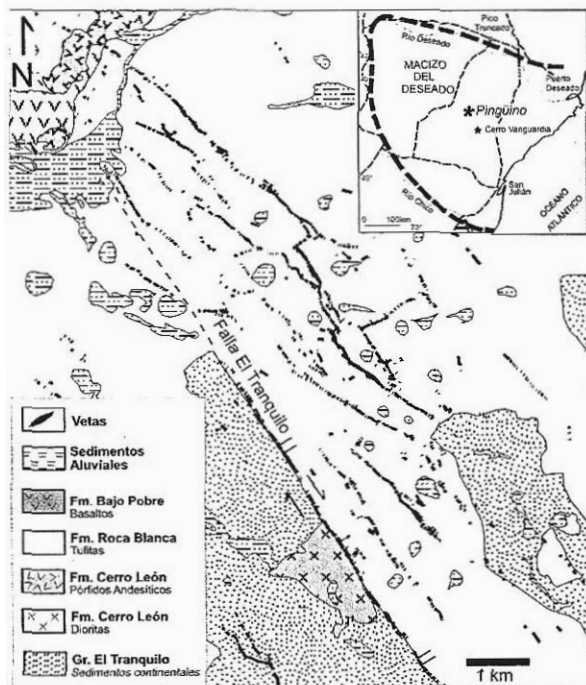 N
Pico
Truncado
Río Deseado
MACIZO
DEL
DESEADO
Puerto
Deseado
Pingüino
Cerro Vanguardia
San
Julián
Río Chico
OCEANO
ATLÁNTICO
0 100km
Falla El Tranquilo
Vetas
Sedimentos
Aluviales
Fm. Bajo Pobre
Basaltos
Fm. Roca Blanca
Tufitas
Fm. Cerro León
Pórfidos Andesíticos
Fm. Cerro León
Dioritas
Gr. El Tranquilo
Sedimentos continentales
1 km